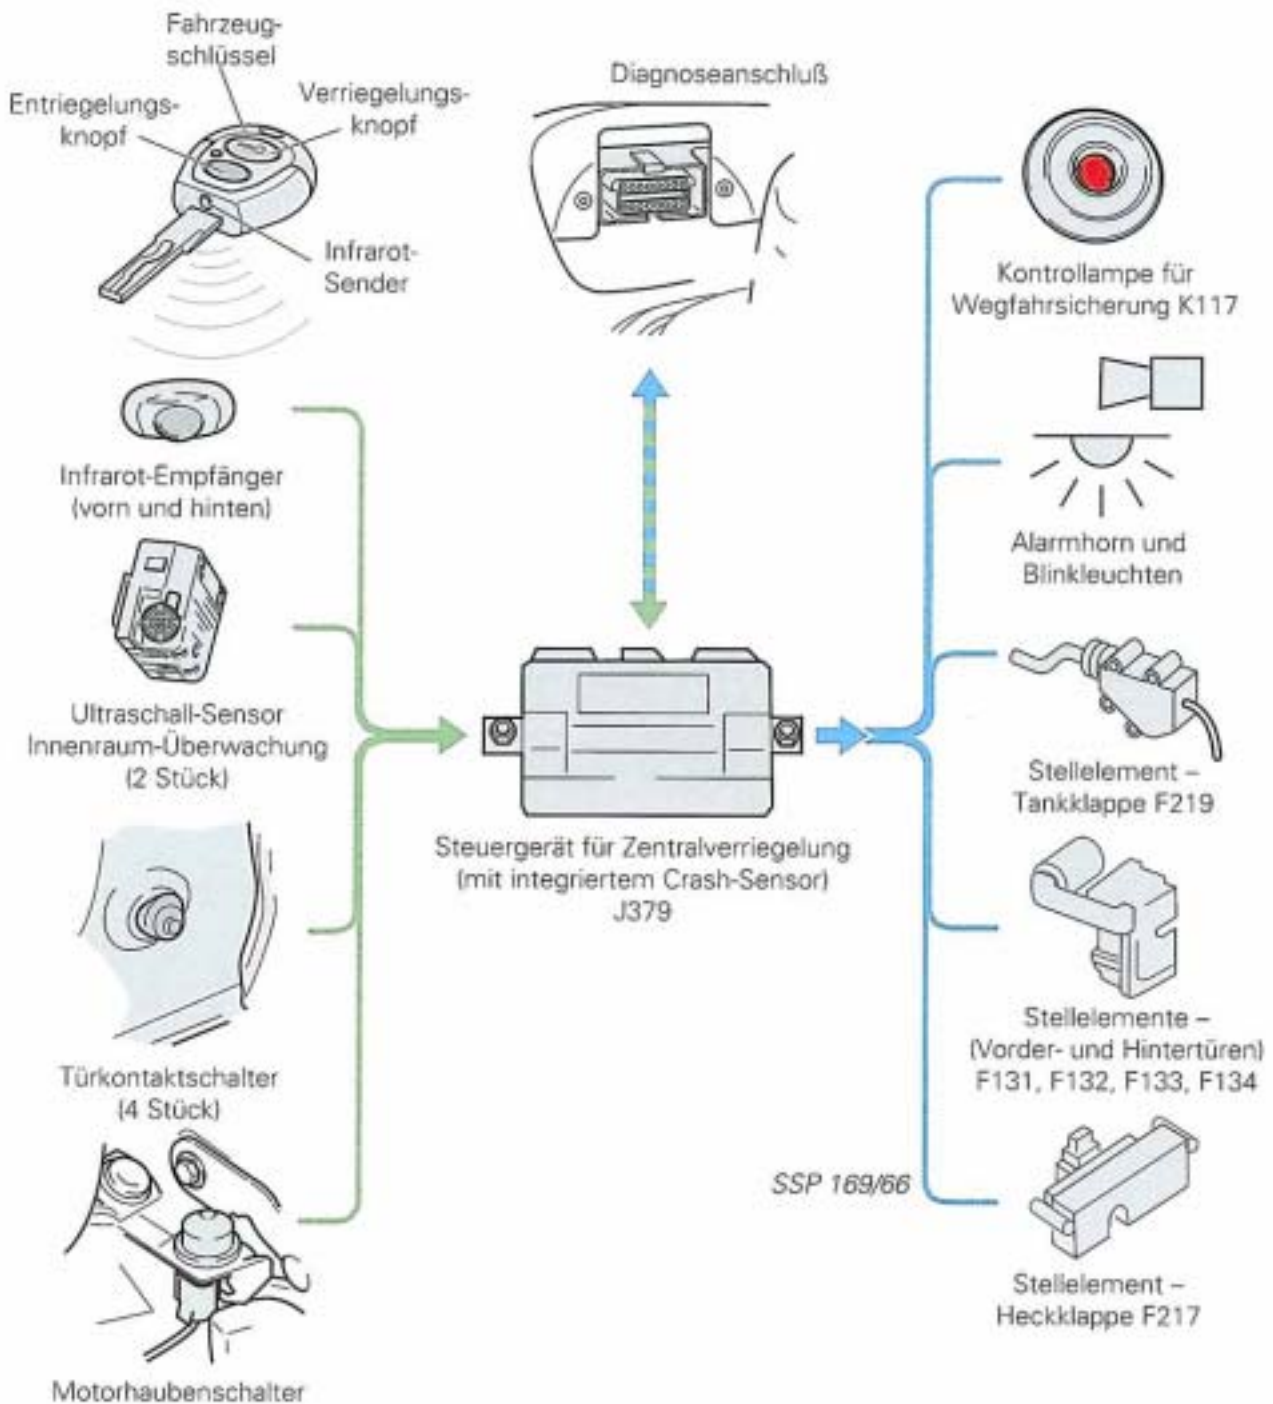 Fahrzeug-
schlüssel
Entriegelungs-
knopf
Verriegelungs-
knopf
Infrarot-
Sender
Diagnoseanschluß
Infrarot-Empfänger
(vorn und hinten)
Ultraschall-Sensor
Innenraum-Überwachung
(2 Stück)
Türkontaktschalter
(4 Stück)
Motorhaubenschalter
Steuergerät für Zentralverriegelung
(mit integriertem Crash-Sensor)
J379
Kontrollampe für
Wegfahrsicherung K117
Alarmhorn und
Blinkleuchten
Stellelement –
Tankklappe F219
Stellelemente –
(Vorder- und Hintertüren)
F131, F132, F133, F134
Stellelement –
Heckklappe F217
SSP 169/66